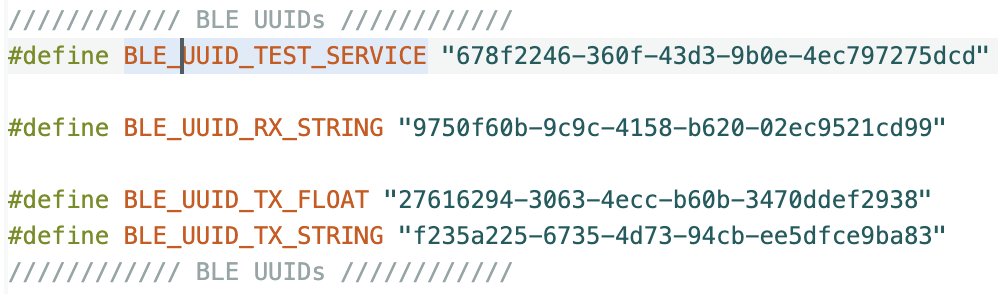 //////////// BLE UUIDs ////////////
#define BLE_UUID_TEST_SERVICE "678f2246-360f-43d3-9b0e-4ec797275dcd"
#define BLE_UUID_RX_STRING "9750f60b-9c9c-4158-b620-02ec9521cd99"
#define BLE_UUID_TX_FLOAT "27616294-3063-4ecc-b60b-3470ddef2938"
#define BLE_UUID_TX_STRING "f235a225-6735-4d73-94cb-ee5dfce9ba83"
//////////// BLE UUIDs ////////////